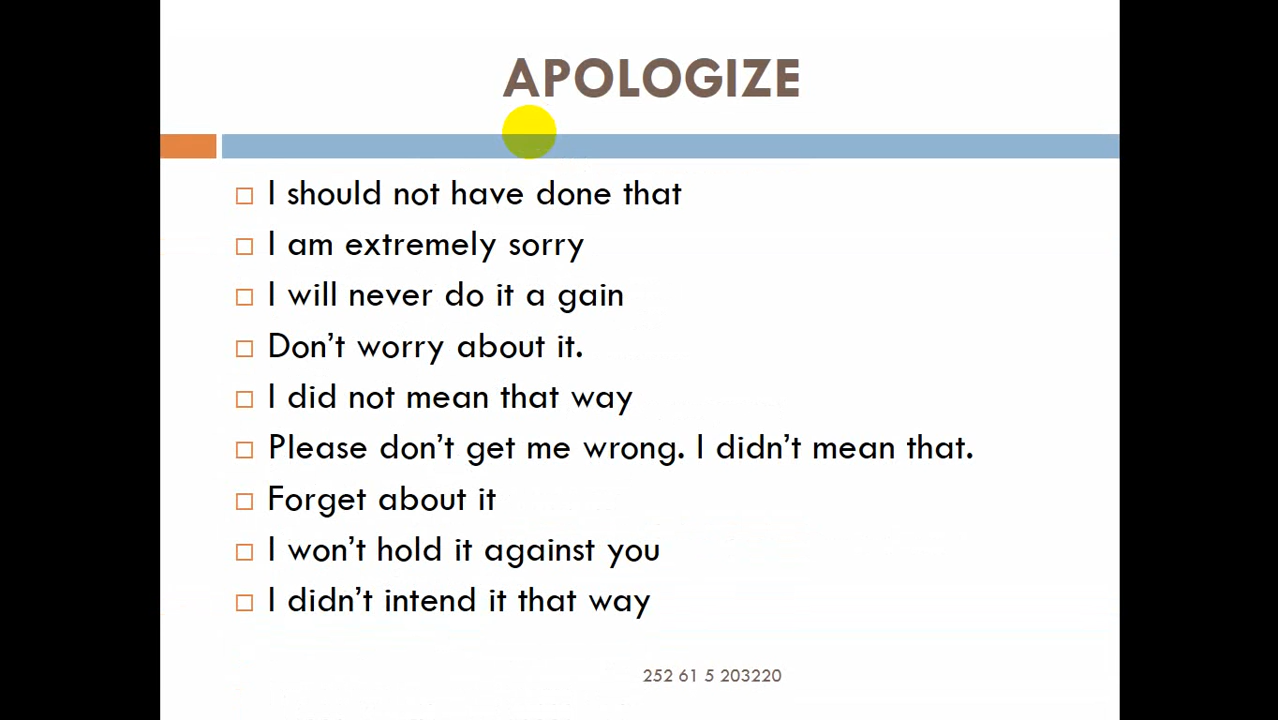 APOLOGIZE
I should not have done that
I am extremely sorry
I will never do it a gain
Don't worry about it.
I did not mean that way
Please don't get me wrong. I didn't mean that.
Forget about it
I won't hold it against you
I didn't intend it that way
252 61 5 203220